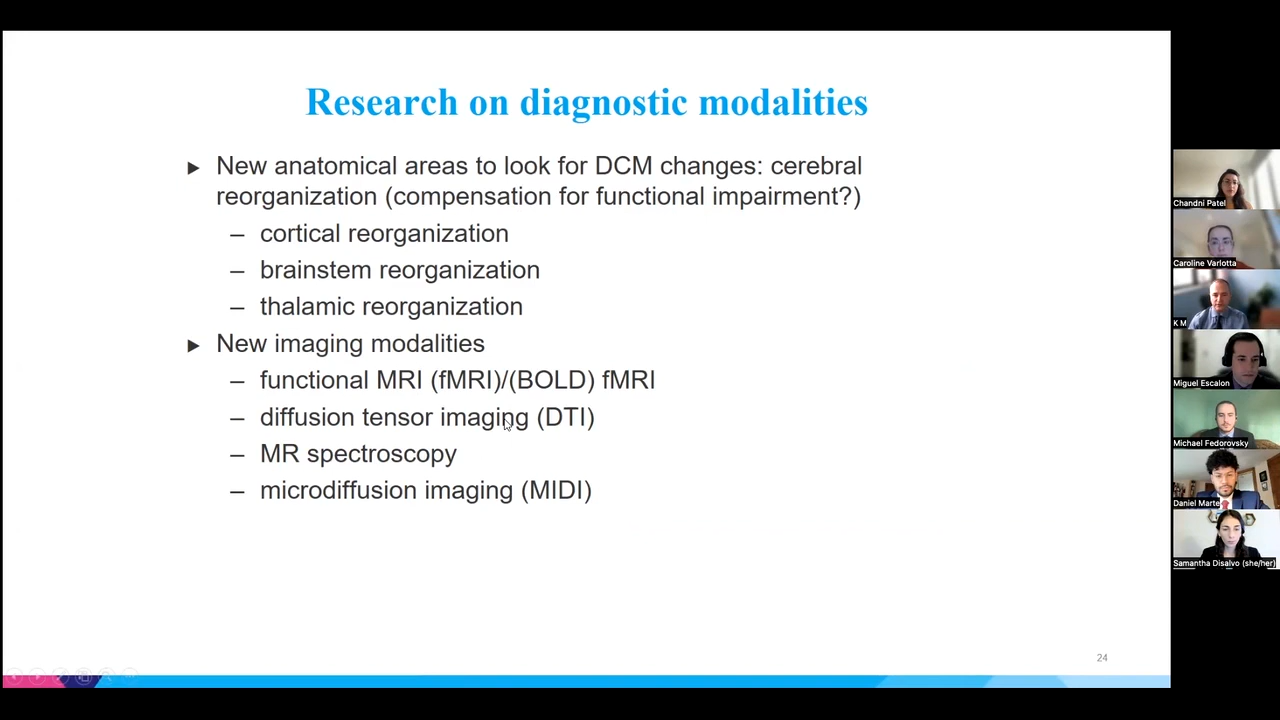 Research on diagnostic modalities
► New anatomical areas to look for DCM changes: cerebral
reorganization (compensation for functional impairment?)
– cortical reorganization
– brainstem reorganization
– thalamic reorganization
► New imaging modalities
– functional MRI (fMRI)/(BOLD) fMRI
– diffusion tensor imaging (DTI)
– MR spectroscopy
– microdiffusion imaging (MIDI)
24
Chandni Patel
Caroline Varlotta
K M
Miguel Escalon
Michael Fedorovsky
Daniel Marte
Samantha Disalvo (she/her)